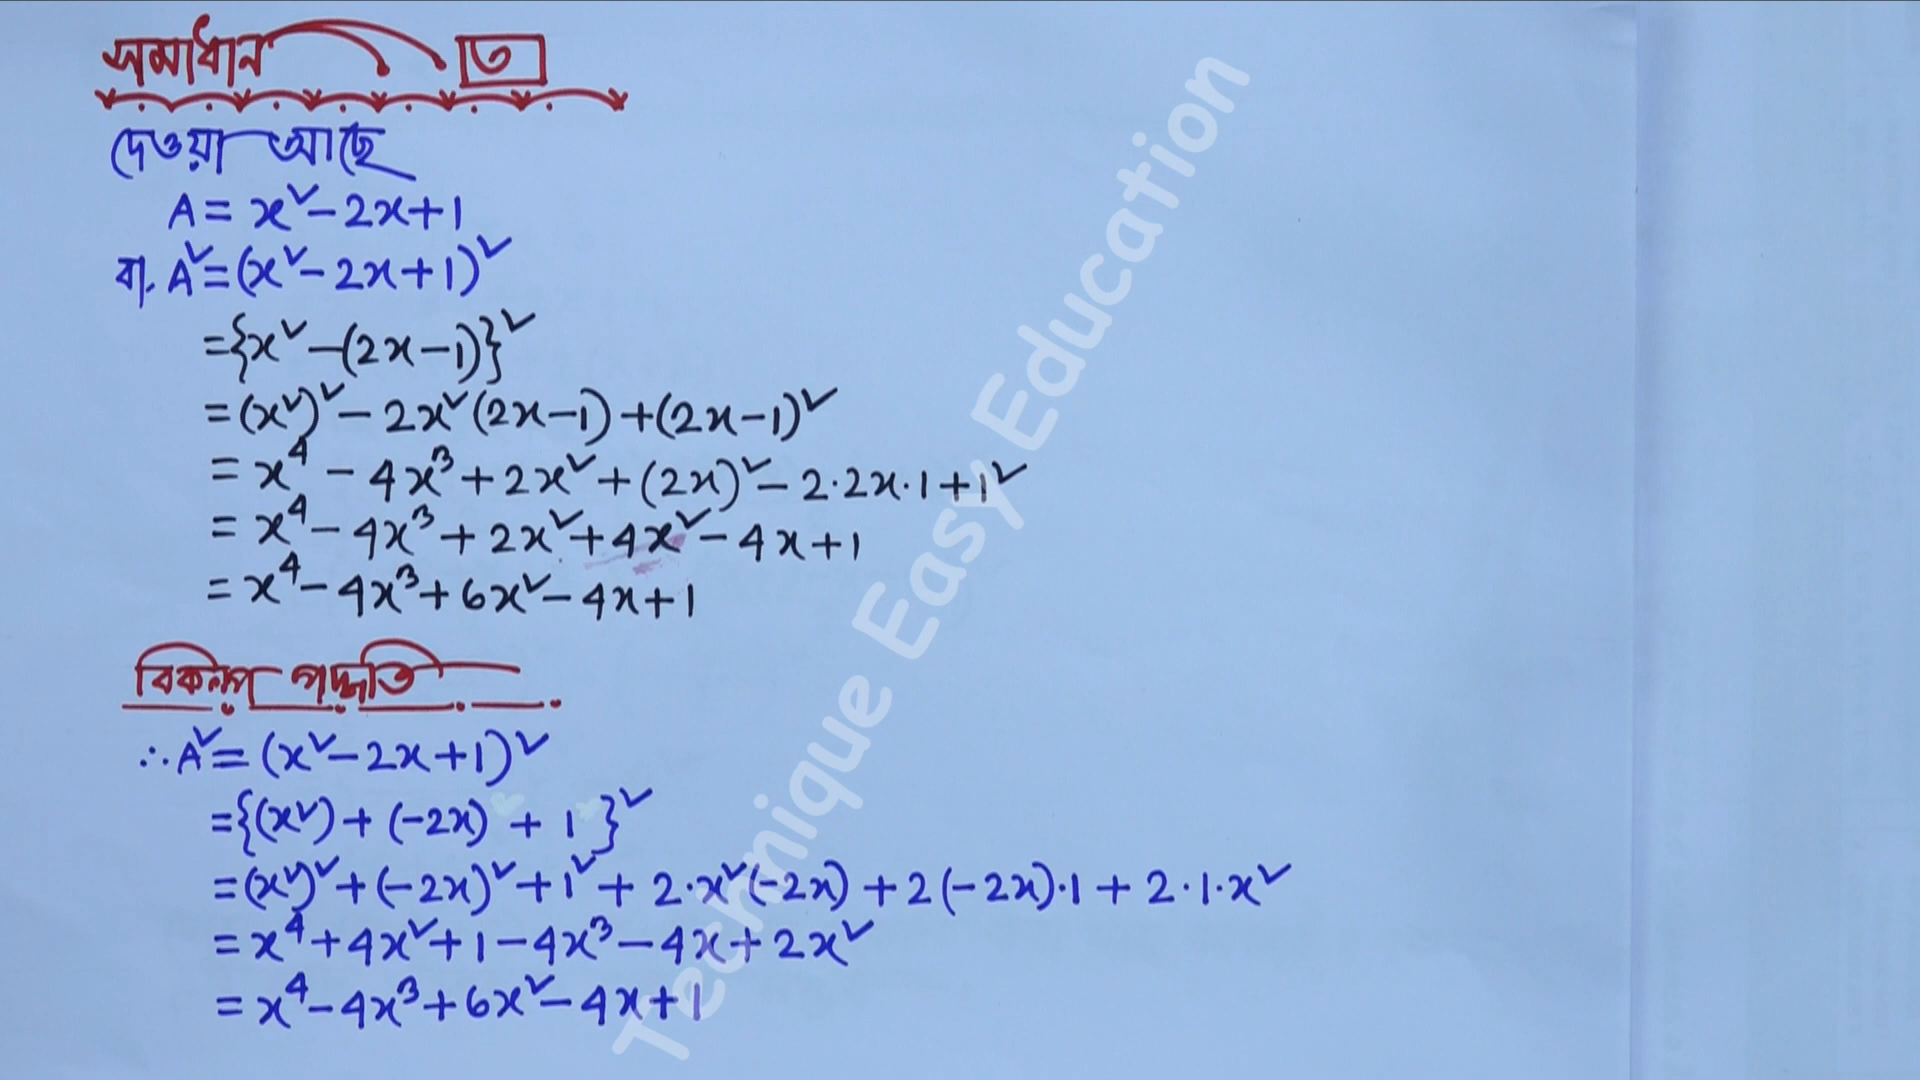 সমাধান ৩
দেওয়া আছে
A = x² - 2x + 1
বা, A² = (x² - 2x + 1)²
= {x² - (2x - 1)}²
= (x²)² - 2x²(2x - 1) + (2x - 1)²
= x⁴ - 4x³ + 2x² + (2x)² - 2·2x·1 + 1²
= x⁴ - 4x³ + 2x² + 4x² - 4x + 1
= x⁴ - 4x³ + 6x² - 4x + 1
বিকল্প পদ্ধতি
∴ A² = (x² - 2x + 1)²
= {(x²) + (-2x) + 1}²
= (x²)² + (-2x)² + 1² + 2·x²(-2x) + 2(-2x)·1 + 2·1·x²
= x⁴ + 4x² + 1 - 4x³ - 4x + 2x²
= x⁴ - 4x³ + 6x² - 4x + 1
Technique Easy Education